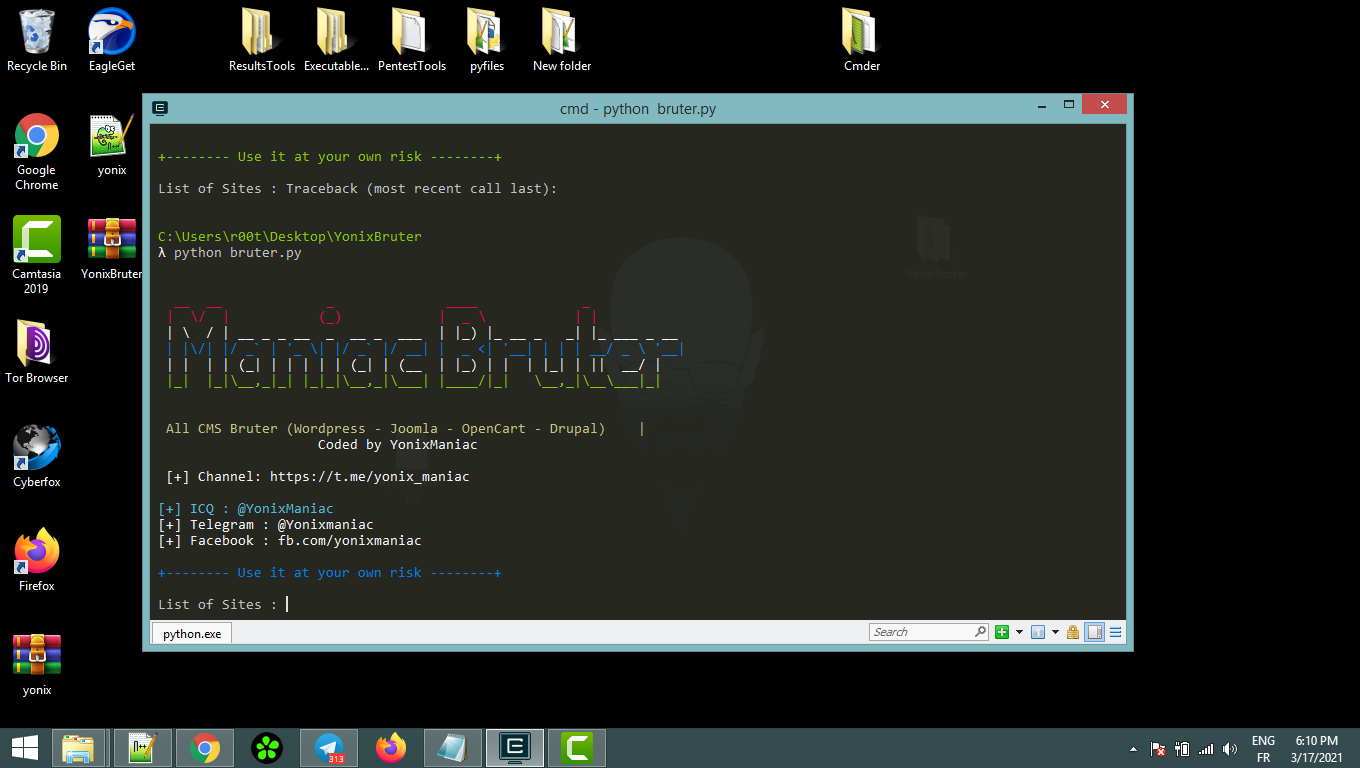 Recycle Bin
EagleGet
ResultsTools
Executable...
PentestTools
pyfiles
New folder
Cmder
Google Chrome
yonix
Camtasia 2019
YonixBruter
Tor Browser
Cyberfox
Firefox
yonix
cmd - python bruter.py
+-------- Use it at your own risk --------+
List of Sites : Traceback (most recent call last):
C:\Users\r00t\Desktop\YonixBruter
λ python bruter.py
Maniac Bruter
All CMS Bruter (Wordpress - Joomla - OpenCart - Drupal) |
Coded by YonixManiac
[+] Channel: https://t.me/yonix_maniac
[+] ICQ : @YonixManiac
[+] Telegram : @Yonixmaniac
[+] Facebook : fb.com/yonixmaniac
+-------- Use it at your own risk --------+
List of Sites :
python.exe
Search
313
ENG
FR
6:10 PM
3/17/2021